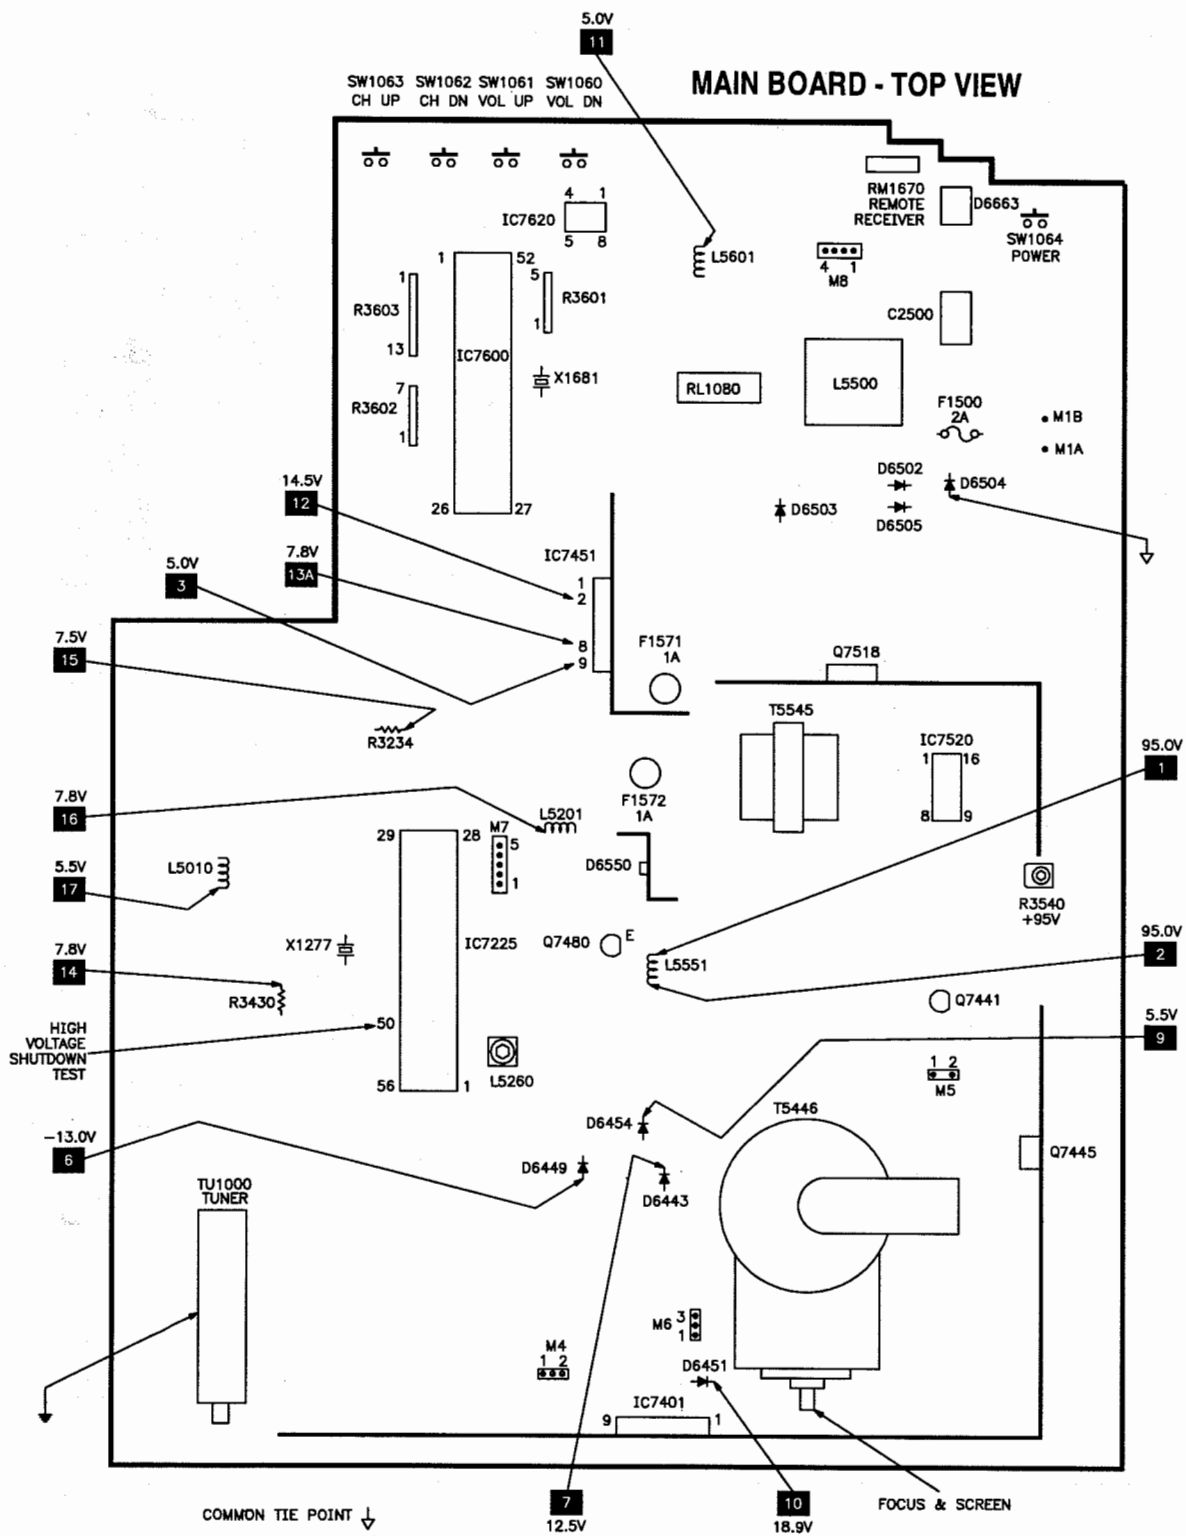 5.0V
11
MAIN BOARD - TOP VIEW
SW1063 SW1062 SW1061 SW1060
CH UP CH DN VOL UP VOL DN
RM1670
REMOTE
RECEIVER
D6663
SW1064
POWER
4 1
IC7620
5 8
L5601
4 1
M8
1 52
5
R3601
1
1
R3603
13
C2500
IC7600
X1681
7
R3602
1
RL1080
L5500
F1500
2A
M1B
M1A
14.5V
12
26 27
D6502
D6504
D6503
D6505
7.8V
13A
5.0V
3
IC7451
1
2
8
9
F1571
1A
Q7518
7.5V
15
R3234
T5545
IC7520
1 16
8 9
95.0V
1
7.8V
16
F1572
1A
L5201
29 28
M7
5
1
D6550
L5010
5.5V
17
R3540
+95V
X1277
IC7225
Q7480
E
L5551
95.0V
2
7.8V
14
R3430
Q7441
HIGH
VOLTAGE
SHUTDOWN
TEST
50
56 1
L5260
5.5V
9
1 2
M5
T5446
D6454
-13.0V
6
D6449
D6443
Q7445
TU1000
TUNER
M6
3
1
M4
1 2
D6451
IC7401
9 1
COMMON TIE POINT
7
12.5V
10
18.9V
FOCUS & SCREEN